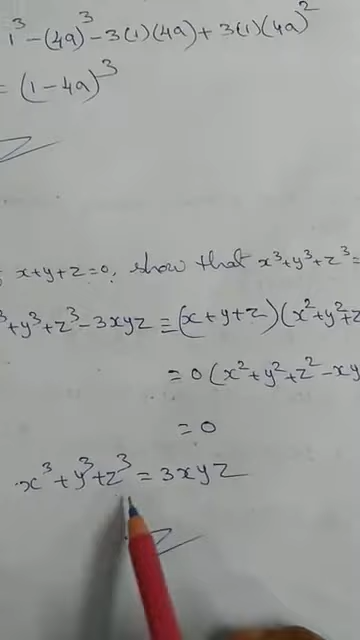 1³ - (4a)³ - 3(1)(4a) + 3(1)(4a)²
= (1 - 4a)³
x+y+z=0, show that x³+y³+z³ =
³+y³+z³-3xyz = (x+y+z)(x²+y²+z
= 0(x²+y²+z²-xy
= 0
x³+y³+z³ = 3xyz